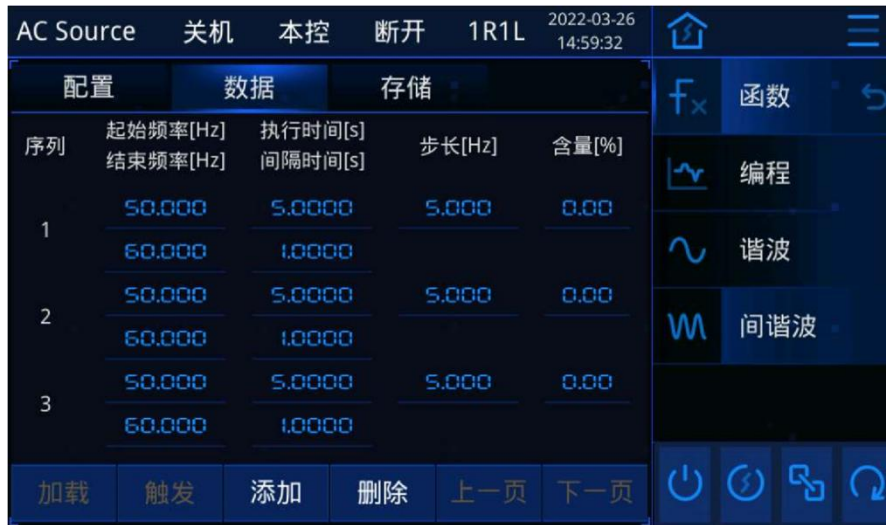 AC Source 关机 本控 断开 1R1L 2022-03-26
14:59:32
配置 数据 存储
序列 起始频率[Hz] 执行时间[s] 步长[Hz] 含量[%]
结束频率[Hz] 间隔时间[s]
1 50.000 5.0000 5.000 0.00
60.000 1.0000
2 50.000 5.0000 5.000 0.00
60.000 1.0000
3 50.000 5.0000 5.000 0.00
60.000 1.0000
加载 触发 添加 删除 上一页 下一页
fx 函数
编程
谐波
间谐波